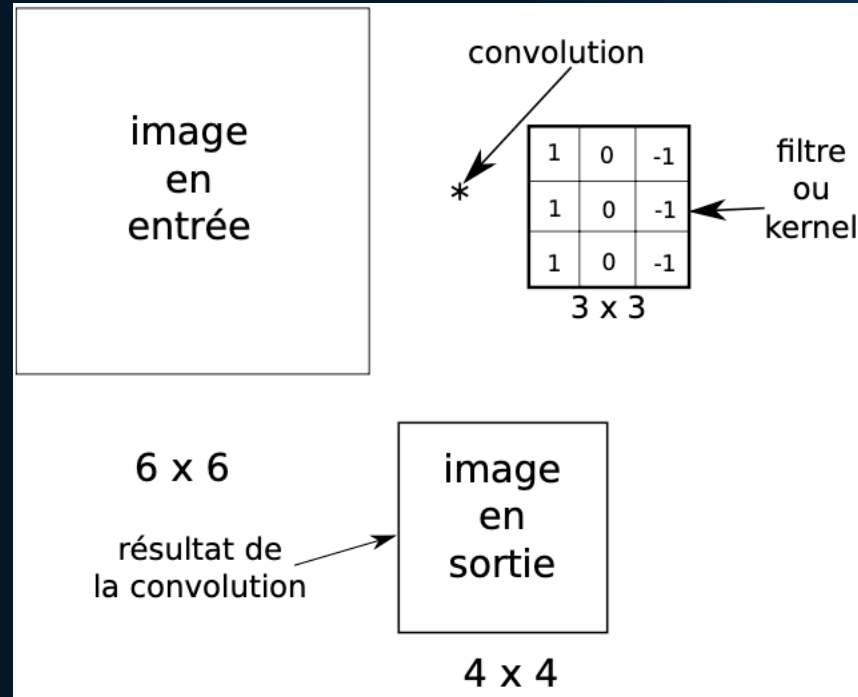 image
en
entrée
convolution
*
1 0 -1
1 0 -1
1 0 -1
3 x 3
filtre
ou
kernel
6 x 6
résultat de
la convolution
image
en
sortie
4 x 4